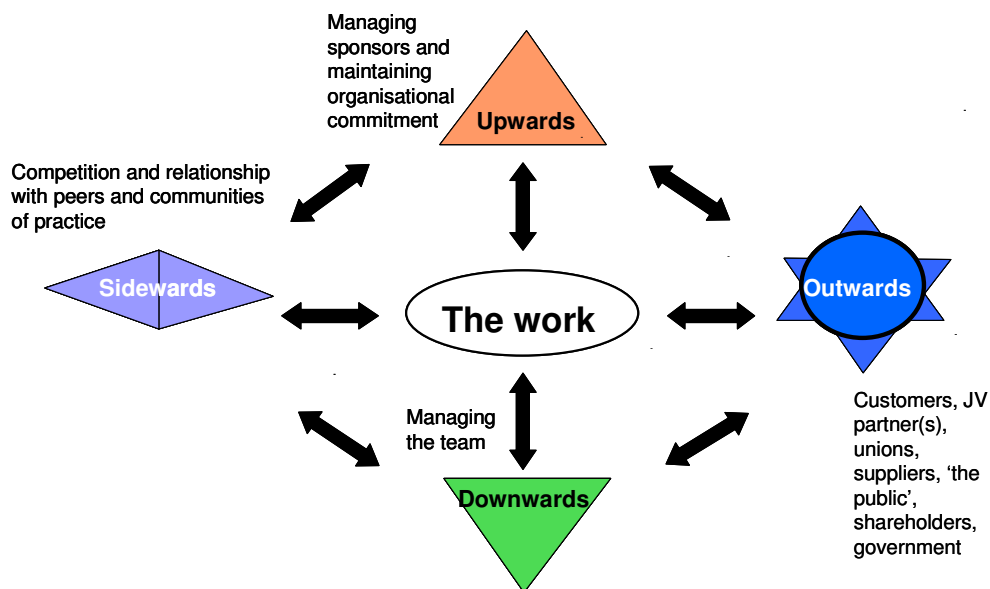 Managing
sponsors and
maintaining
organisational
commitment
Upwards
Competition and relationship
with peers and communities
of practice
Sidewards
The work
Outwards
Managing
the team
Downwards
Customers, JV
partner(s),
unions,
suppliers, ‘the
public’,
shareholders,
government